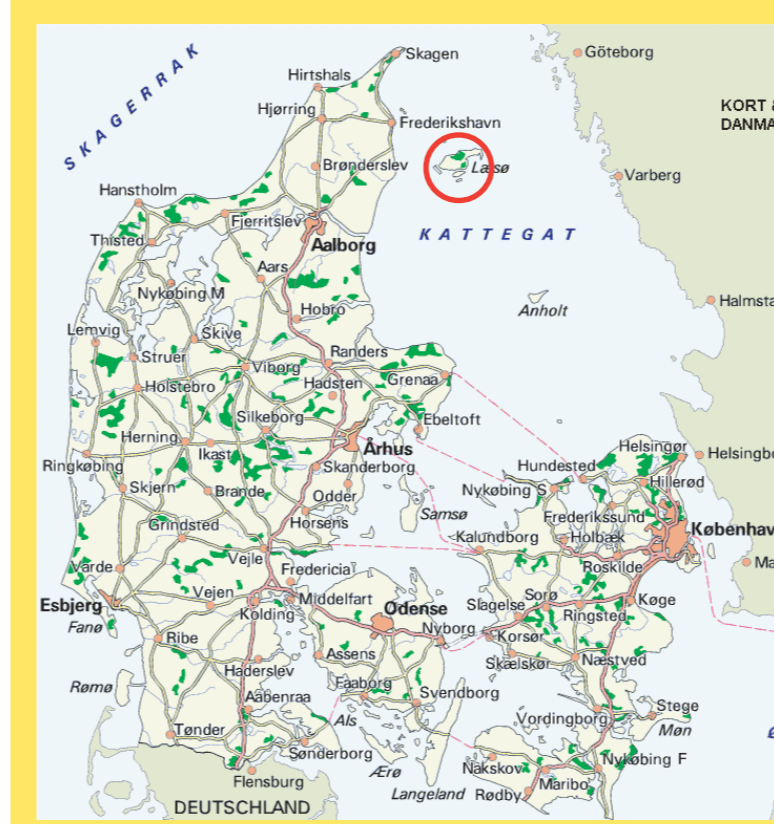 SKAGERRAK
Skagen
Göteborg
Hirtshals
KORT &
DANMA
Hjørring
Frederikshavn
Brønderslev
Læsø
Varberg
Hanstholm
Fjerritslev
Thisted
Aalborg
KATTEGAT
Aars
Nykøbing M
Halmsta
Hobro
Anholt
Lemvig
Skive
Struer
Randers
Viborg
Holstebro
Hadsten
Grenaa
Silkeborg
Ebeltoft
Herning
Århus
Ikast
Helsingør
Helsingbo
Ringkøbing
Skanderborg
Hundested
Skjern
Brande
Odder
Nykøbing S
Hillerød
Samsø
Frederikssund
Horsens
Grindsted
Kalundborg
Holbæk
Københav
Vejle
Varde
Fredericia
Roskilde
Ma
Esbjerg
Vejen
Middelfart
Odense
Sorø
Køge
Kolding
Slagelse
Ringsted
Fanø
Ribe
Nyborg
Korsør
Assens
Skælskør
Næstved
Haderslev
Rømø
Faaborg
Aabenraa
Svendborg
Stege
Als
Vordingborg
Møn
Tønder
Sønderborg
Nakskov
Nykøbing F
Ærø
Maribo
Flensburg
Langeland
Rødby
DEUTSCHLAND